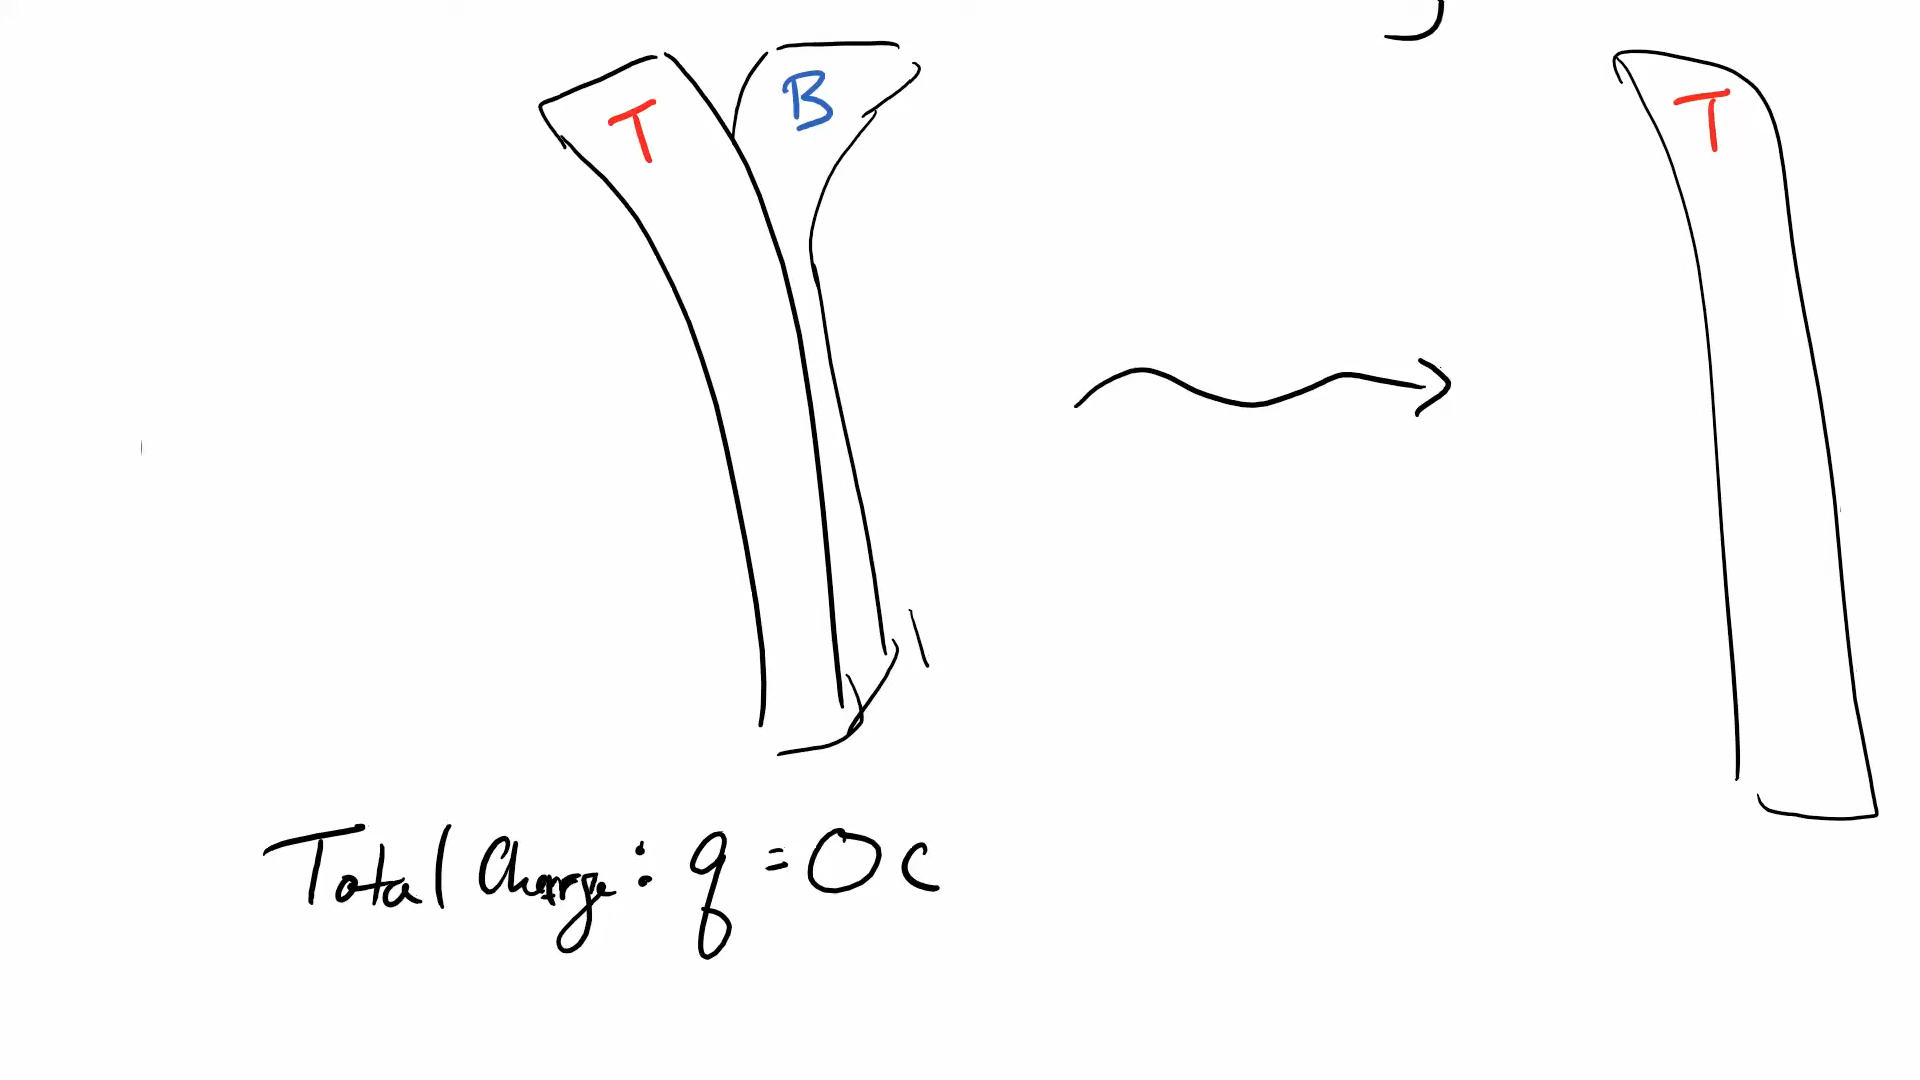 T B T
Total Charge: q = 0 C